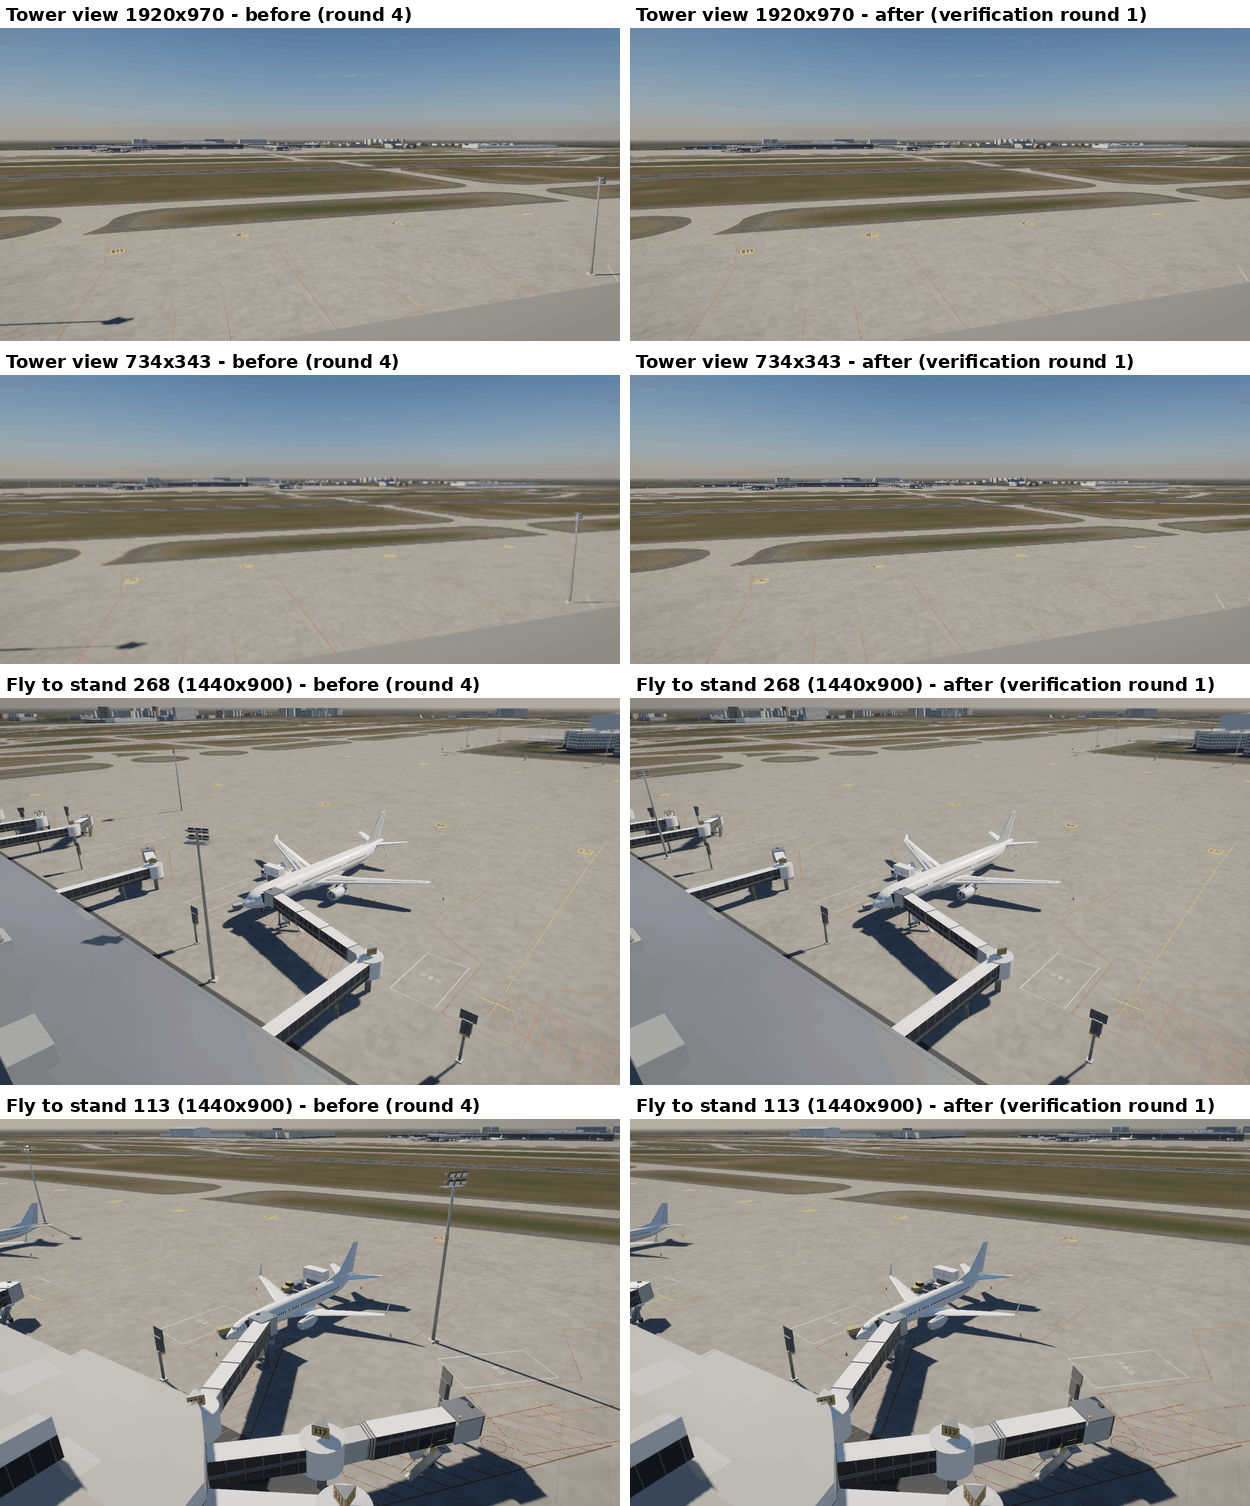 Tower view 1920x970 - before (round 4)
Tower view 1920x970 - after (verification round 1)
Tower view 734x343 - before (round 4)
Tower view 734x343 - after (verification round 1)
Fly to stand 268 (1440x900) - before (round 4)
Fly to stand 268 (1440x900) - after (verification round 1)
Fly to stand 113 (1440x900) - before (round 4)
Fly to stand 113 (1440x900) - after (verification round 1)
112
112